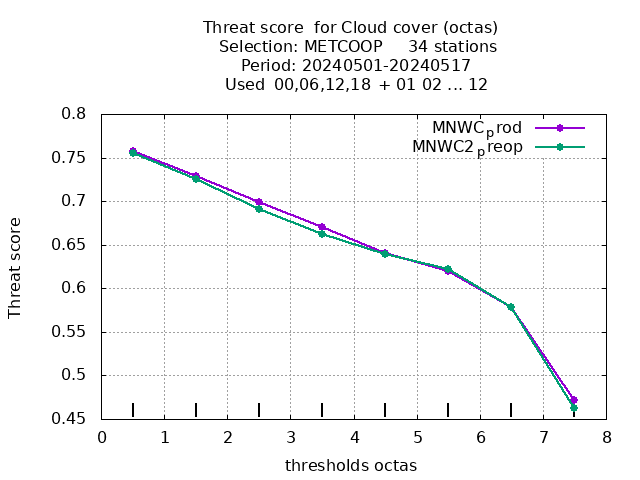 Threat score  for Cloud cover (octas)
Selection: METCOOP     34 stations
Period: 20240501-20240517
Used  00,06,12,18 + 01 02 ... 12
MNWC_prod
MNWC2_preop
0.8
0.75
0.7
0.65
0.6
0.55
0.5
0.45
Threat score
0 1 2 3 4 5 6 7 8
thresholds octas